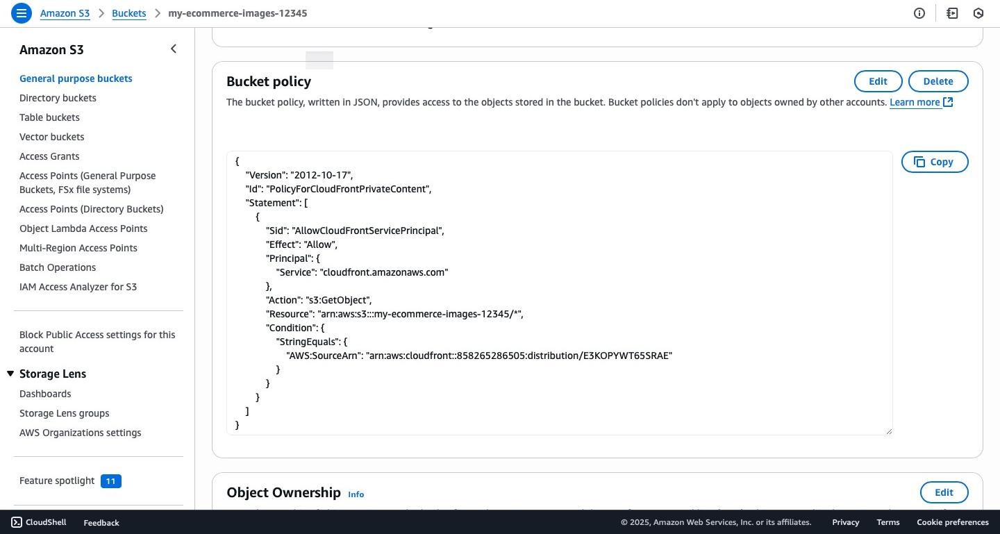 Amazon S3 > Buckets > my-ecommerce-images-12345
Amazon S3
General purpose buckets
Directory buckets
Table buckets
Vector buckets
Access Grants
Access Points (General Purpose
Buckets, FSx file systems)
Access Points (Directory Buckets)
Object Lambda Access Points
Multi-Region Access Points
Batch Operations
IAM Access Analyzer for S3
Block Public Access settings for this
account
Storage Lens
Dashboards
Storage Lens groups
AWS Organizations settings
Feature spotlight 11
Bucket policy
Edit
Delete
The bucket policy, written in JSON, provides access to the objects stored in the bucket. Bucket policies don't apply to objects owned by other accounts. Learn more
Copy
{
    "Version": "2012-10-17",
    "Id": "PolicyForCloudFrontPrivateContent",
    "Statement": [
        {
            "Sid": "AllowCloudFrontServicePrincipal",
            "Effect": "Allow",
            "Principal": {
                "Service": "cloudfront.amazonaws.com"
            },
            "Action": "s3:GetObject",
            "Resource": "arn:aws:s3:::my-ecommerce-images-12345/*",
            "Condition": {
                "StringEquals": {
                    "AWS:SourceArn": "arn:aws:cloudfront::858265286505:distribution/E3KOPYWT65SRAE"
                }
            }
        }
    ]
}
Object Ownership Info
Edit
CloudShell
Feedback
© 2025, Amazon Web Services, Inc. or its affiliates.
Privacy
Terms
Cookie preferences